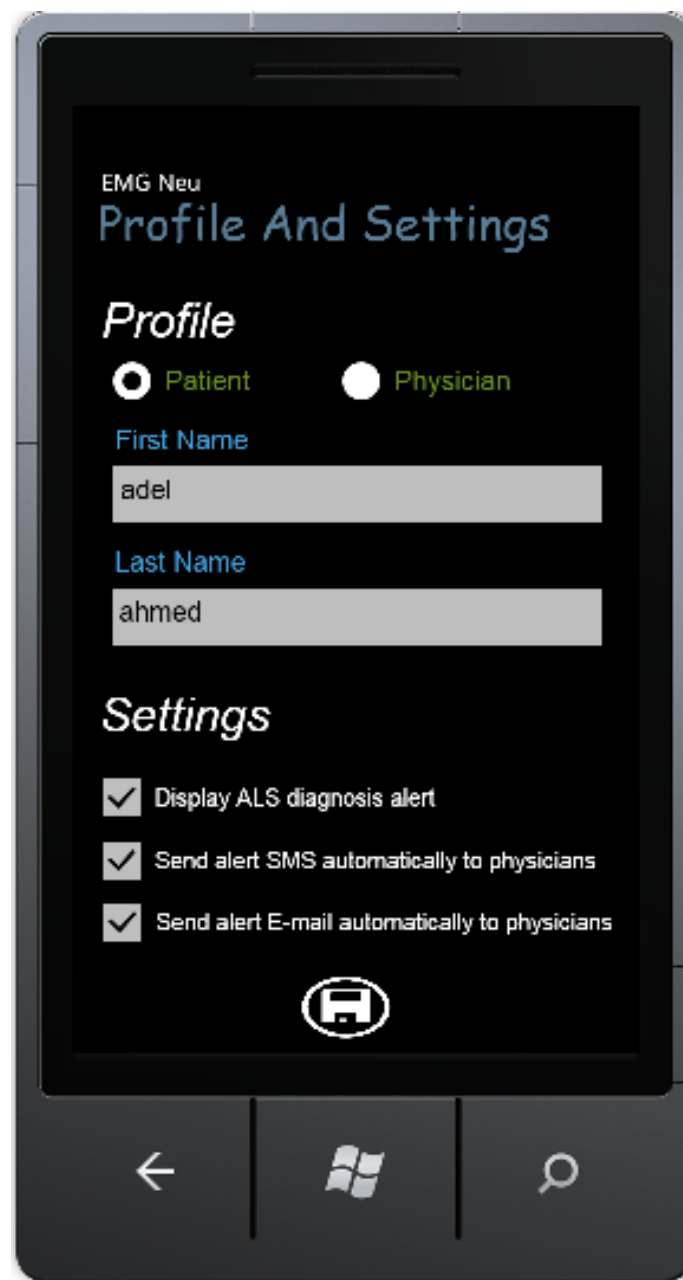 EMG Neu
Profile And Settings
Profile
Patient Physician
First Name
adel
Last Name
ahmed
Settings
Display ALS diagnosis alert
Send alert SMS automatically to physicians
Send alert E-mail automatically to physicians